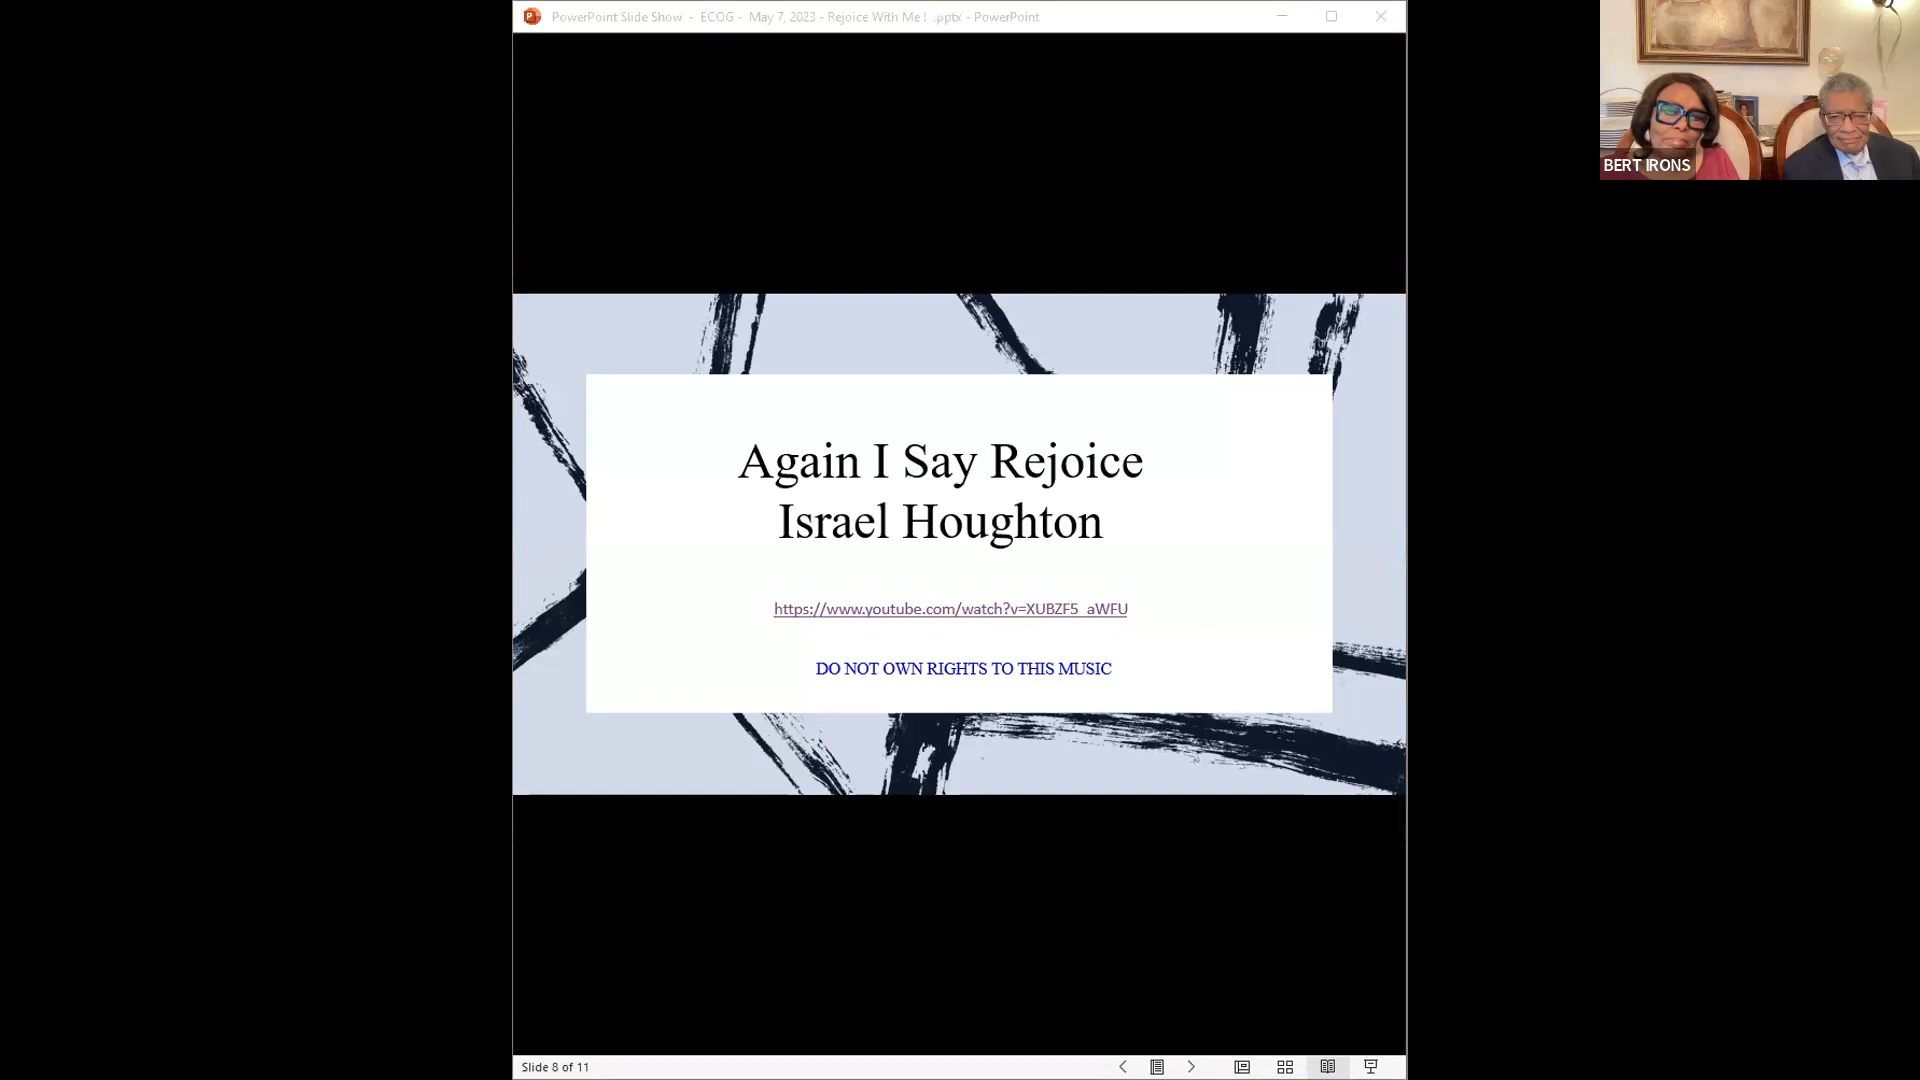 PowerPoint Slide Show - ECOG - May 7, 2023 - Rejoice With Me ! .pptx - PowerPoint
BERT IRONS
Again I Say Rejoice
Israel Houghton
https://www.youtube.com/watch?v=XUBZF5_aWFU
DO NOT OWN RIGHTS TO THIS MUSIC
Slide 8 of 11